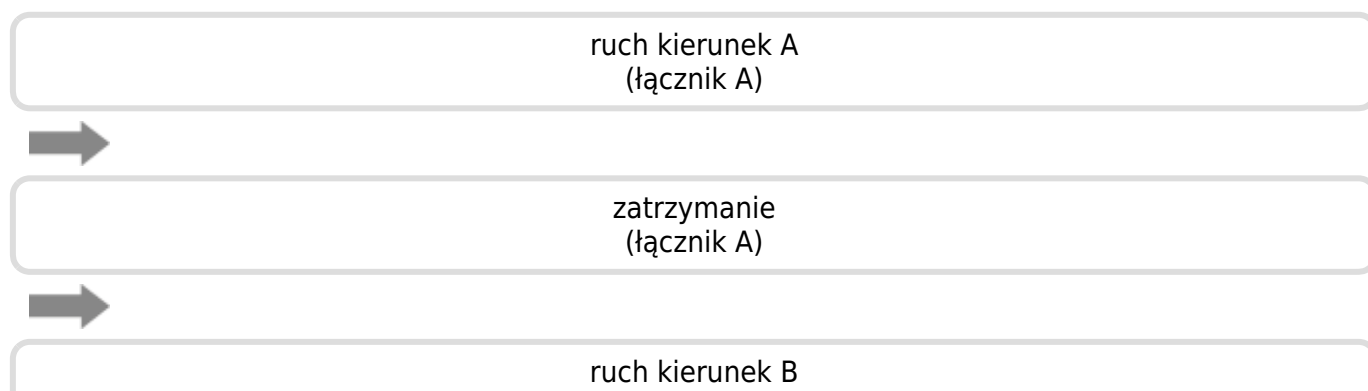 ruch kierunek A
(łącznik A)
zatrzymanie
(łącznik A)
ruch kierunek B